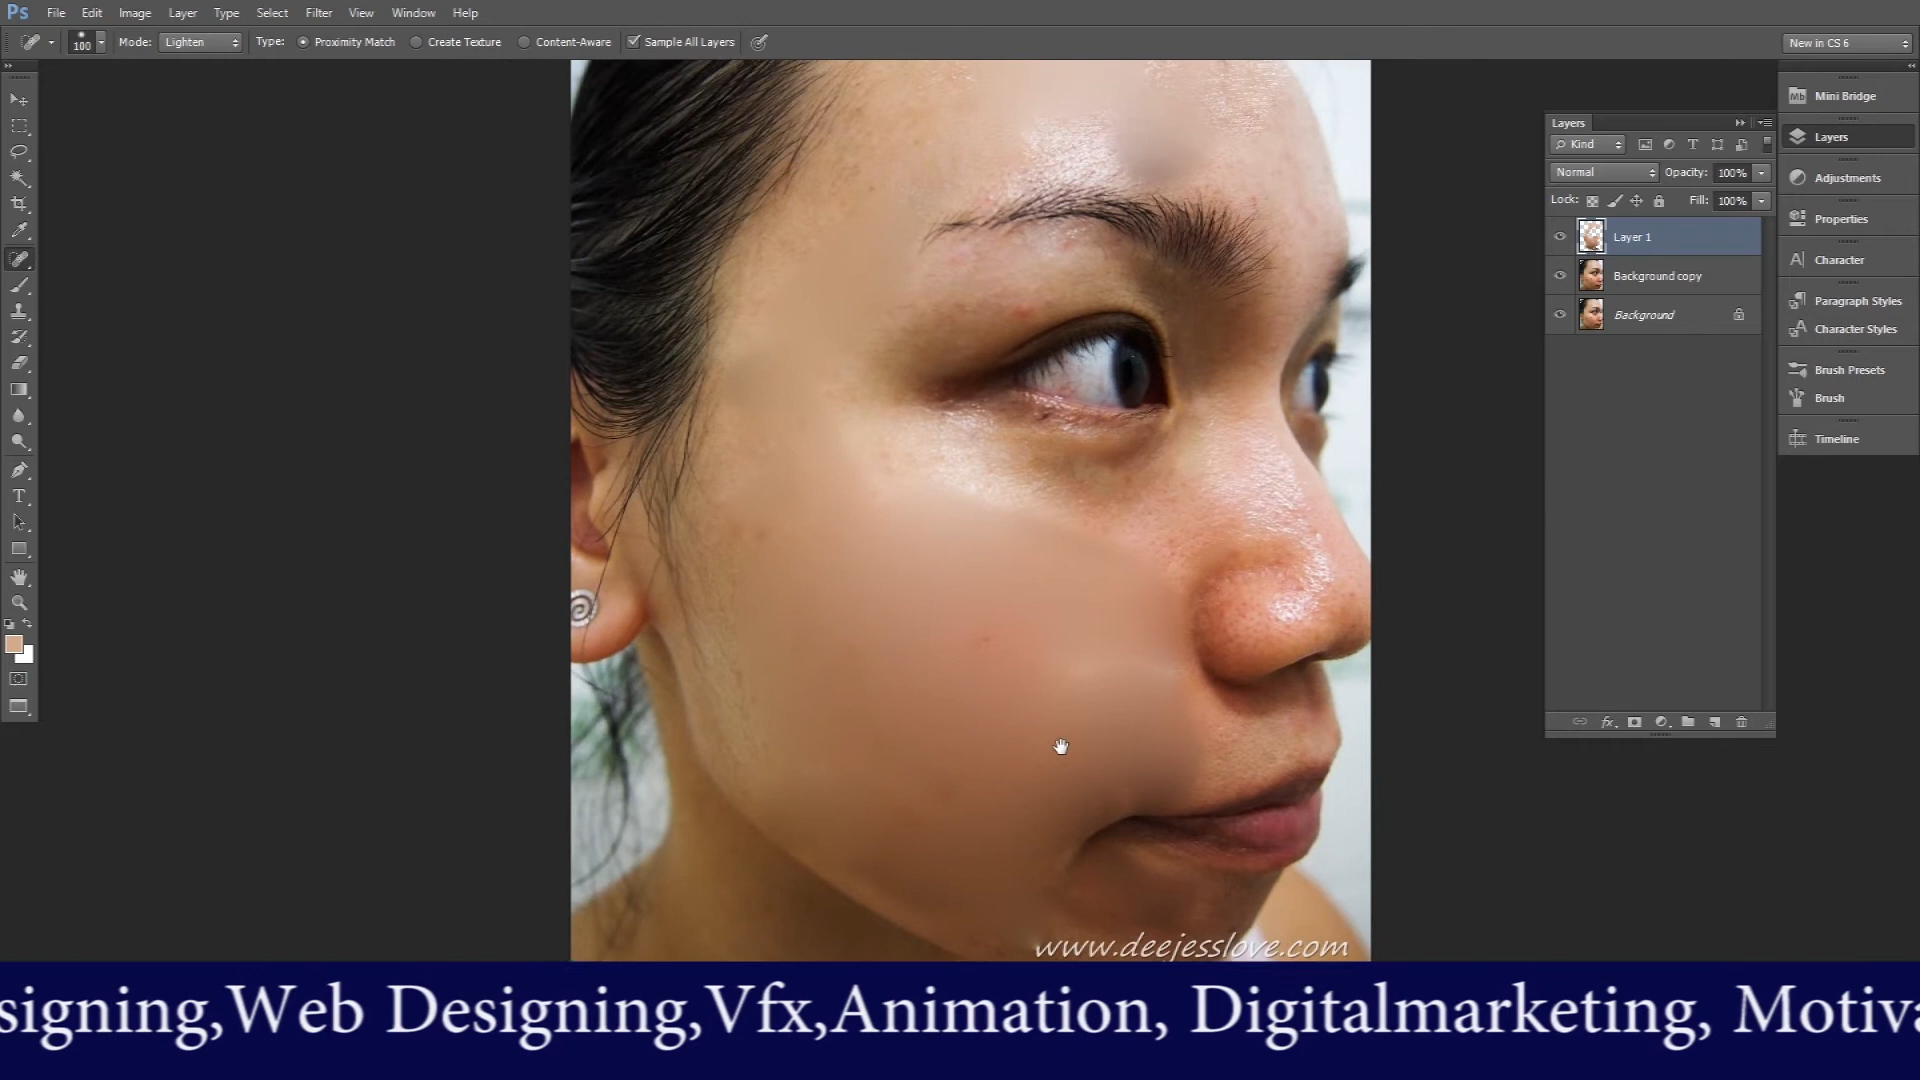 Ps File Edit Image Layer Type Select Filter View Window Help
100 Mode: Lighten Type: Proximity Match Create Texture Content-Aware Sample All Layers New in CS 6
Mb Mini Bridge
Layers
Kind T
Normal Opacity: 100%
Lock: Fill: 100%
Layer 1
Background copy
Background
fx
Layers
Adjustments
Properties
A Character
Paragraph Styles
Character Styles
Brush Presets
Brush
Timeline
T
www.deejesslove.com
signing,Web Designing,Vfx,Animation, Digitalmarketing, Motiva